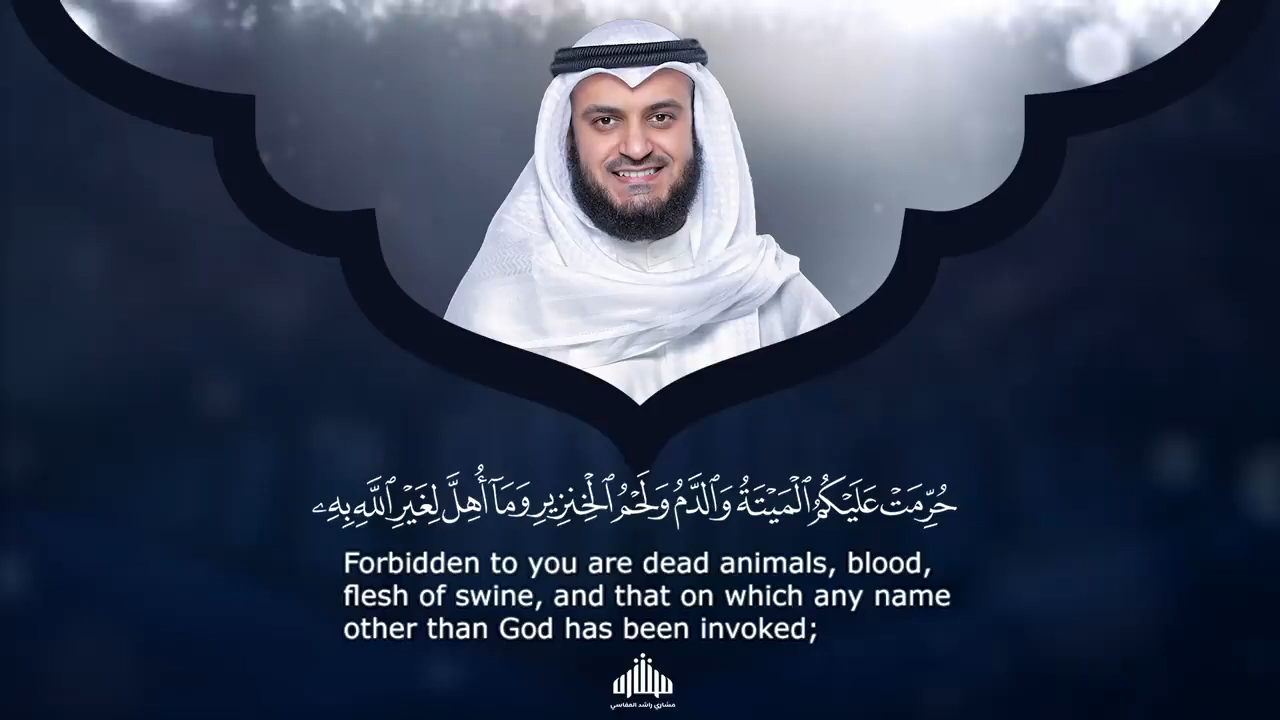 حُرِّمَتْ عَلَيْكُمُ ٱلْمَيْتَةُ وَٱلدَّمُ وَلَحْمُ ٱلْخِنزِيرِ وَمَآ أُهِلَّ لِغَيْرِ ٱللَّهِ بِهِۦ
Forbidden to you are dead animals, blood,
flesh of swine, and that on which any name
other than God has been invoked;
مشاري راشد العفاسي